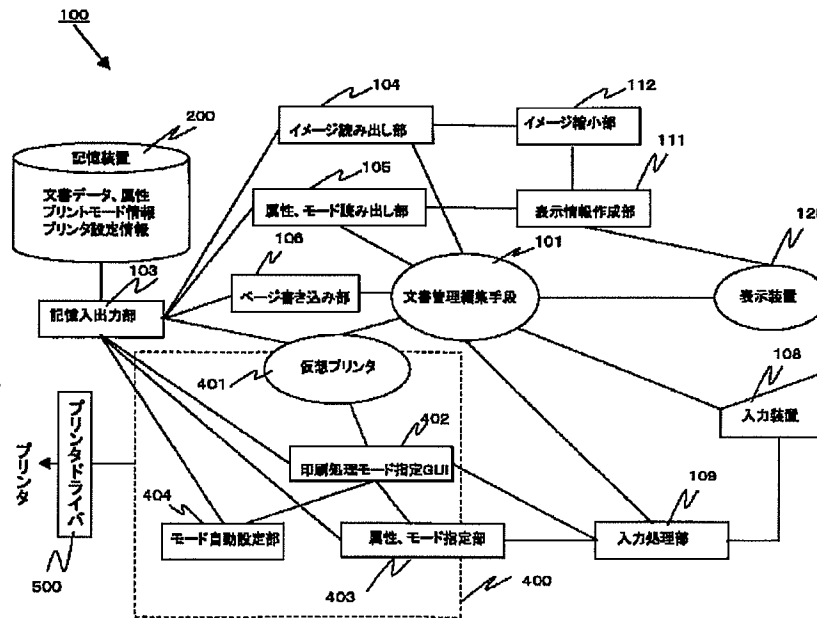 100
200
記憶装置
文書データ、属性
プリントモード情報
プリンタ設定情報
104
イメージ読み出し部
112
イメージ縮小部
105
属性、モード読み出し部
111
表示情報作成部
106
ページ書き込み部
101
文書管理編集手段
120
表示装置
103
記憶入出力部
401
仮想プリンタ
108
入力装置
402
印刷処理モード指定GUI
404
モード自動設定部
属性、モード指定部
403
109
入力処理部
400
プリンタ
プリンタドライバ
500